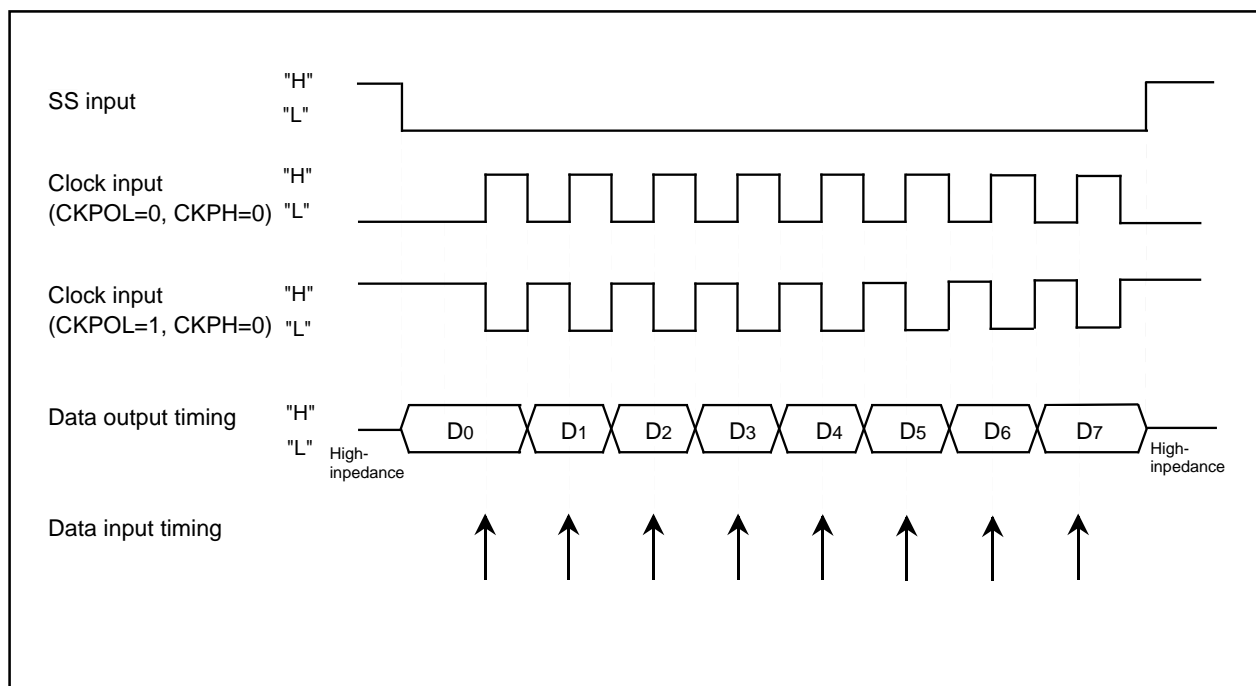 SS input
"H"
"L"
Clock input
(CKPOL=0, CKPH=0)
"H"
"L"
Clock input
(CKPOL=1, CKPH=0)
"H"
"L"
Data output timing
"H"
"L"
High-
inpedance
D0
D1
D2
D3
D4
D5
D6
D7
High-
inpedance
Data input timing